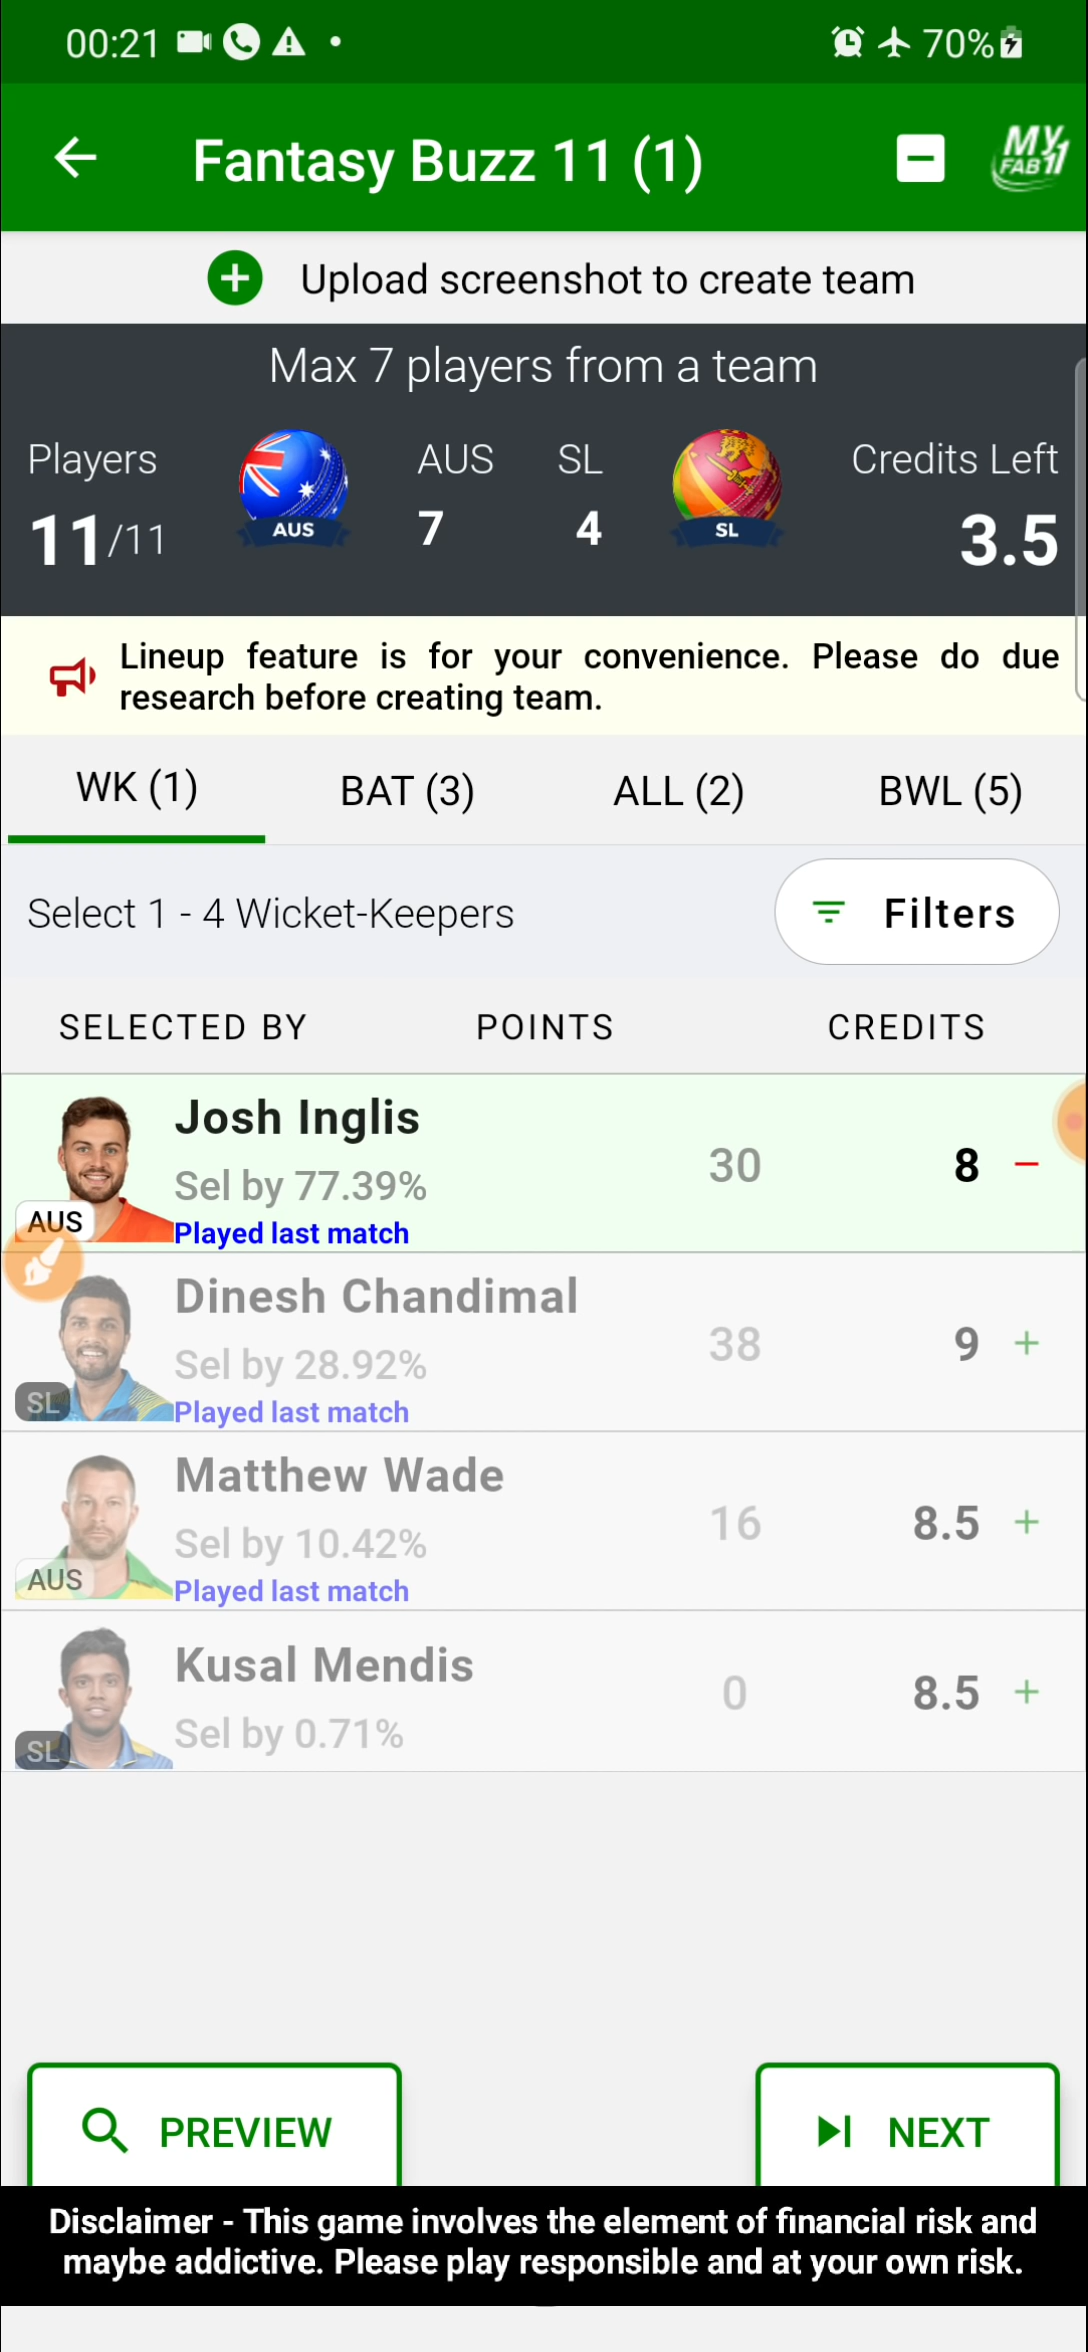 00:21
70%
Fantasy Buzz 11 (1)
MY
FAB11
Upload screenshot to create team
Max 7 players from a team
Players
AUS
SL
Credits Left
11/11
AUS
7
4
SL
3.5
Lineup feature is for your convenience. Please do due
research before creating team.
WK (1)
BAT (3)
ALL (2)
BWL (5)
Select 1 - 4 Wicket-Keepers
Filters
SELECTED BY
POINTS
CREDITS
Josh Inglis
Sel by 77.39%
30
8
AUS
Played last match
Dinesh Chandimal
Sel by 28.92%
38
9
SL
Played last match
Matthew Wade
Sel by 10.42%
16
8.5
AUS
Played last match
Kusal Mendis
Sel by 0.71%
0
8.5
SL
PREVIEW
NEXT
Disclaimer - This game involves the element of financial risk and
maybe addictive. Please play responsible and at your own risk.